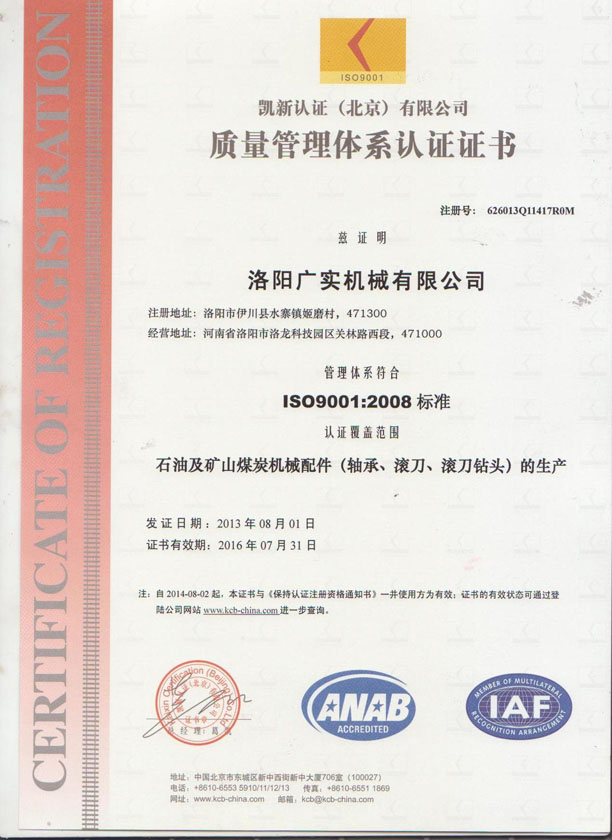 CERTIFICATE OF REGISTRATION
ISO9001
凯新认证（北京）有限公司
质量管理体系认证证书
注册号： 626013Q11417R0M
兹 证 明
洛阳广实机械有限公司
注册地址：洛阳市伊川县水寨镇姬磨村，471300
经营地址：河南省洛阳市洛龙科技园区关林路西段，471000
管理体系符合
ISO9001:2008 标准
认证覆盖范围
石油及矿山煤炭机械配件（轴承、滚刀、滚刀钻头）的生产
发 证 日 期：2013 年 08 月 01 日
证书有效期：2016 年 07 月 31 日
注：自 2014-08-02 起，本证书与《保持认证注册资格通知书》一并使用方为有效；证书的有效状态可通过登
陆公司网站 www.kcb-china.com 进一步查询。
证书章
总 经 理：
ANAB
ACCREDITED
MEMBER OF MULTILATERAL
IAF
RECOGNITION ARRANGEMENT
地址：中国北京市东城区新中西街新中大厦706室（100027）
电话：+8610-6553 5910/11/12/13 传真：+8610-6551 1869
网址：www.kcb-china.com 邮箱：kcb@kcb-china.com